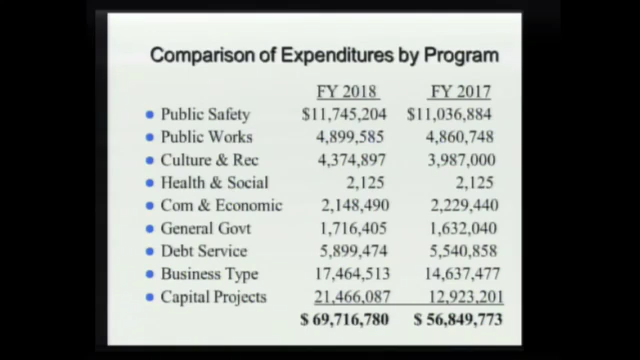 Comparison of Expenditures by Program
FY 2018 FY 2017
Public Safety $11,745,204 $11,036,884
Public Works 4,899,585 4,860,748
Culture & Rec 4,374,897 3,987,000
Health & Social 2,125 2,125
Com & Economic 2,148,490 2,229,440
General Govt 1,716,405 1,632,040
Debt Service 5,899,474 5,540,858
Business Type 17,464,513 14,637,477
Capital Projects 21,466,087 12,923,201
$ 69,716,780 $ 56,849,773